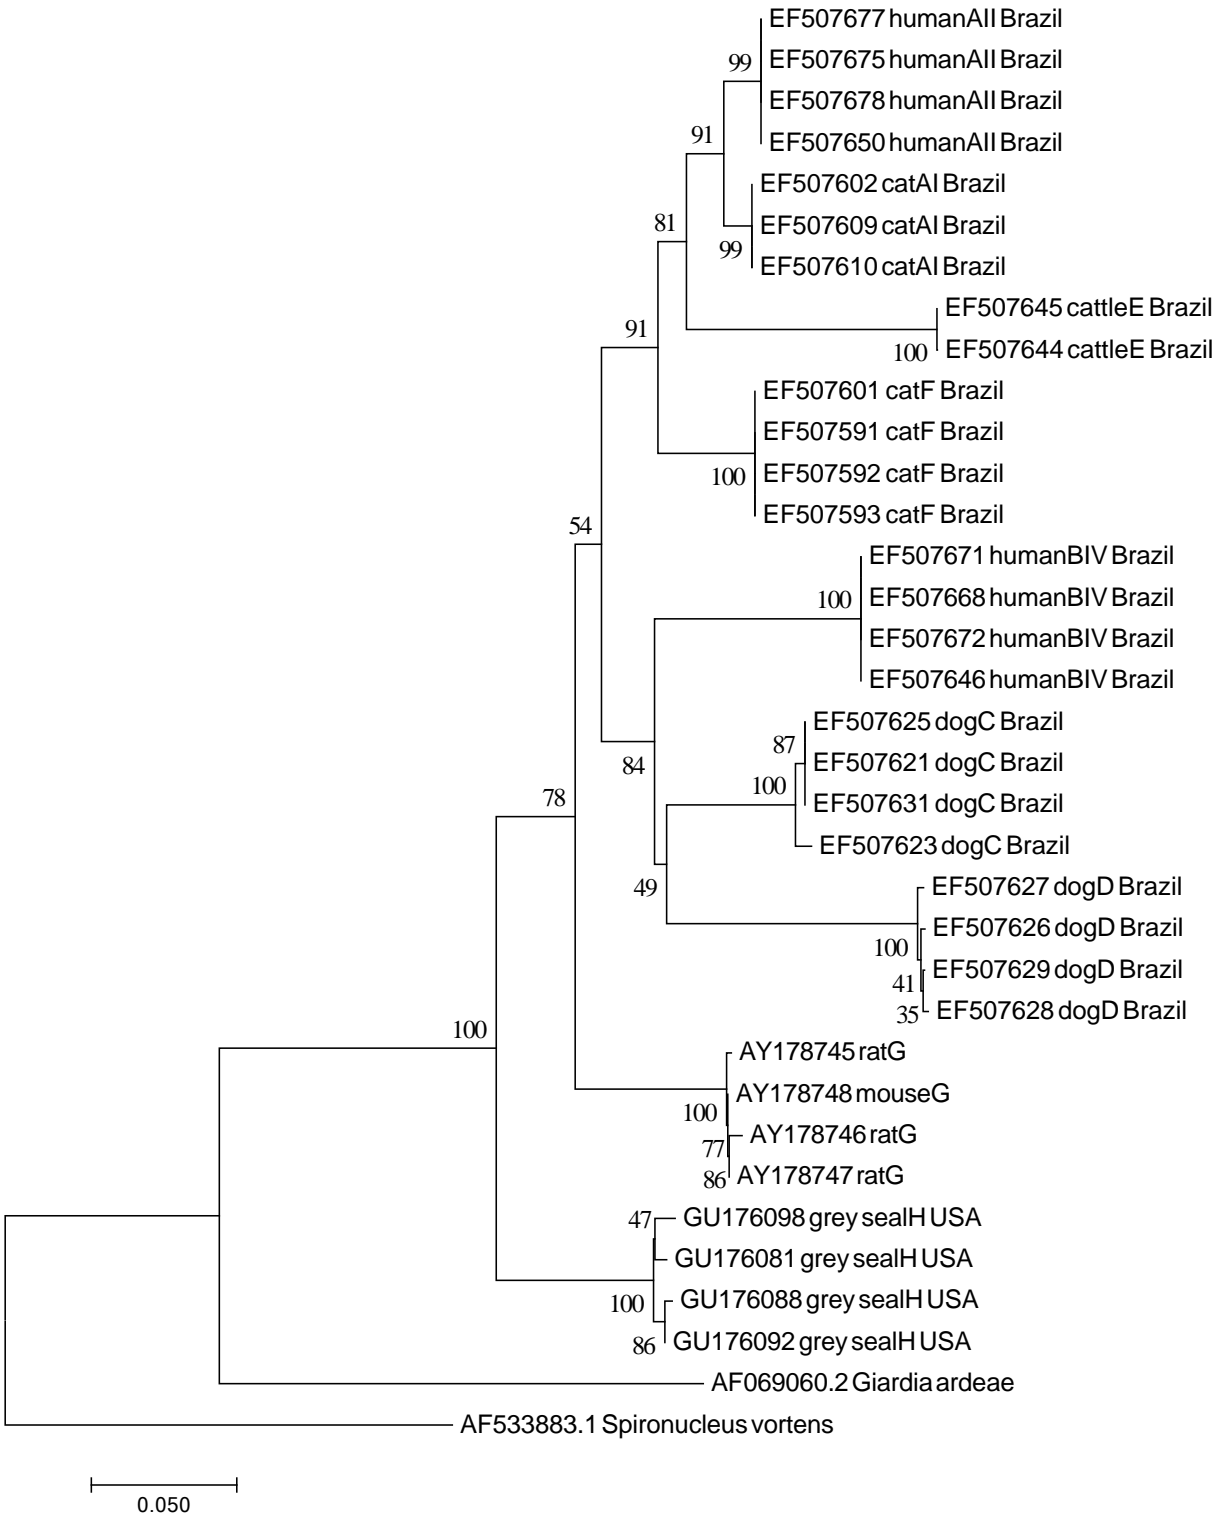 EF507677 humanAII Brazil
EF507675 humanAII Brazil
99
EF507678 humanAII Brazil
EF507650 humanAII Brazil
91
EF507602 catAI Brazil
81
EF507609 catAI Brazil
99
EF507610 catAI Brazil
EF507645 cattleE Brazil
91
100
EF507644 cattleE Brazil
EF507601 catF Brazil
EF507591 catF Brazil
100
EF507592 catF Brazil
EF507593 catF Brazil
54
EF507671 humanBIV Brazil
100
EF507668 humanBIV Brazil
EF507672 humanBIV Brazil
EF507646 humanBIV Brazil
EF507625 dogC Brazil
87
84
EF507621 dogC Brazil
100
78
EF507631 dogC Brazil
EF507623 dogC Brazil
49
EF507627 dogD Brazil
EF507626 dogD Brazil
100
EF507629 dogD Brazil
41
EF507628 dogD Brazil
35
100
AY178745 ratG
AY178748 mouseG
100
AY178746 ratG
77
AY178747 ratG
86
GU176098 grey sealH USA
47
GU176081 grey sealH USA
GU176088 grey sealH USA
100
GU176092 grey sealH USA
86
AF069060.2 Giardia ardeae
AF533883.1 Spironucleus vortens
0.050